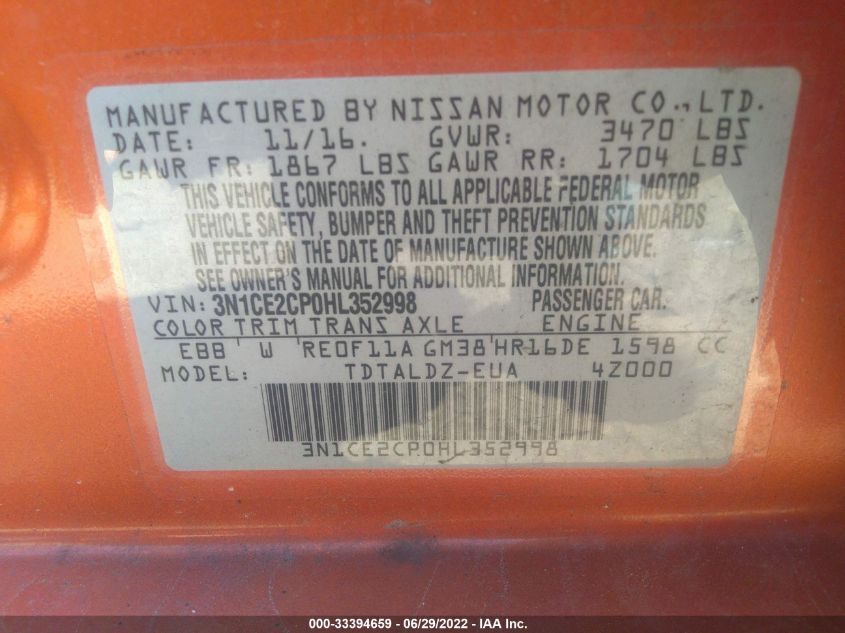 MANUFACTURED BY NISSAN MOTOR CO., LTD.
DATE: 11/16. GVWR: 3470 LBS
GAWR FR: 1867 LBS GAWR RR: 1704 LBS
THIS VEHICLE CONFORMS TO ALL APPLICABLE FEDERAL MOTOR
VEHICLE SAFETY, BUMPER AND THEFT PREVENTION STANDARDS
IN EFFECT ON THE DATE OF MANUFACTURE SHOWN ABOVE.
SEE OWNER'S MANUAL FOR ADDITIONAL INFORMATION.
VIN: 3N1CE2CP0HL352998 PASSENGER CAR.
COLOR TRIM TRANS AXLE ENGINE
EBB W RE0F11A GM38 HR16DE 1598 CC
MODEL: TDTALDZ-EUA 4Z000
3N1CE2CP0HL352998
000-33394659 - 06/29/2022 - IAA Inc.